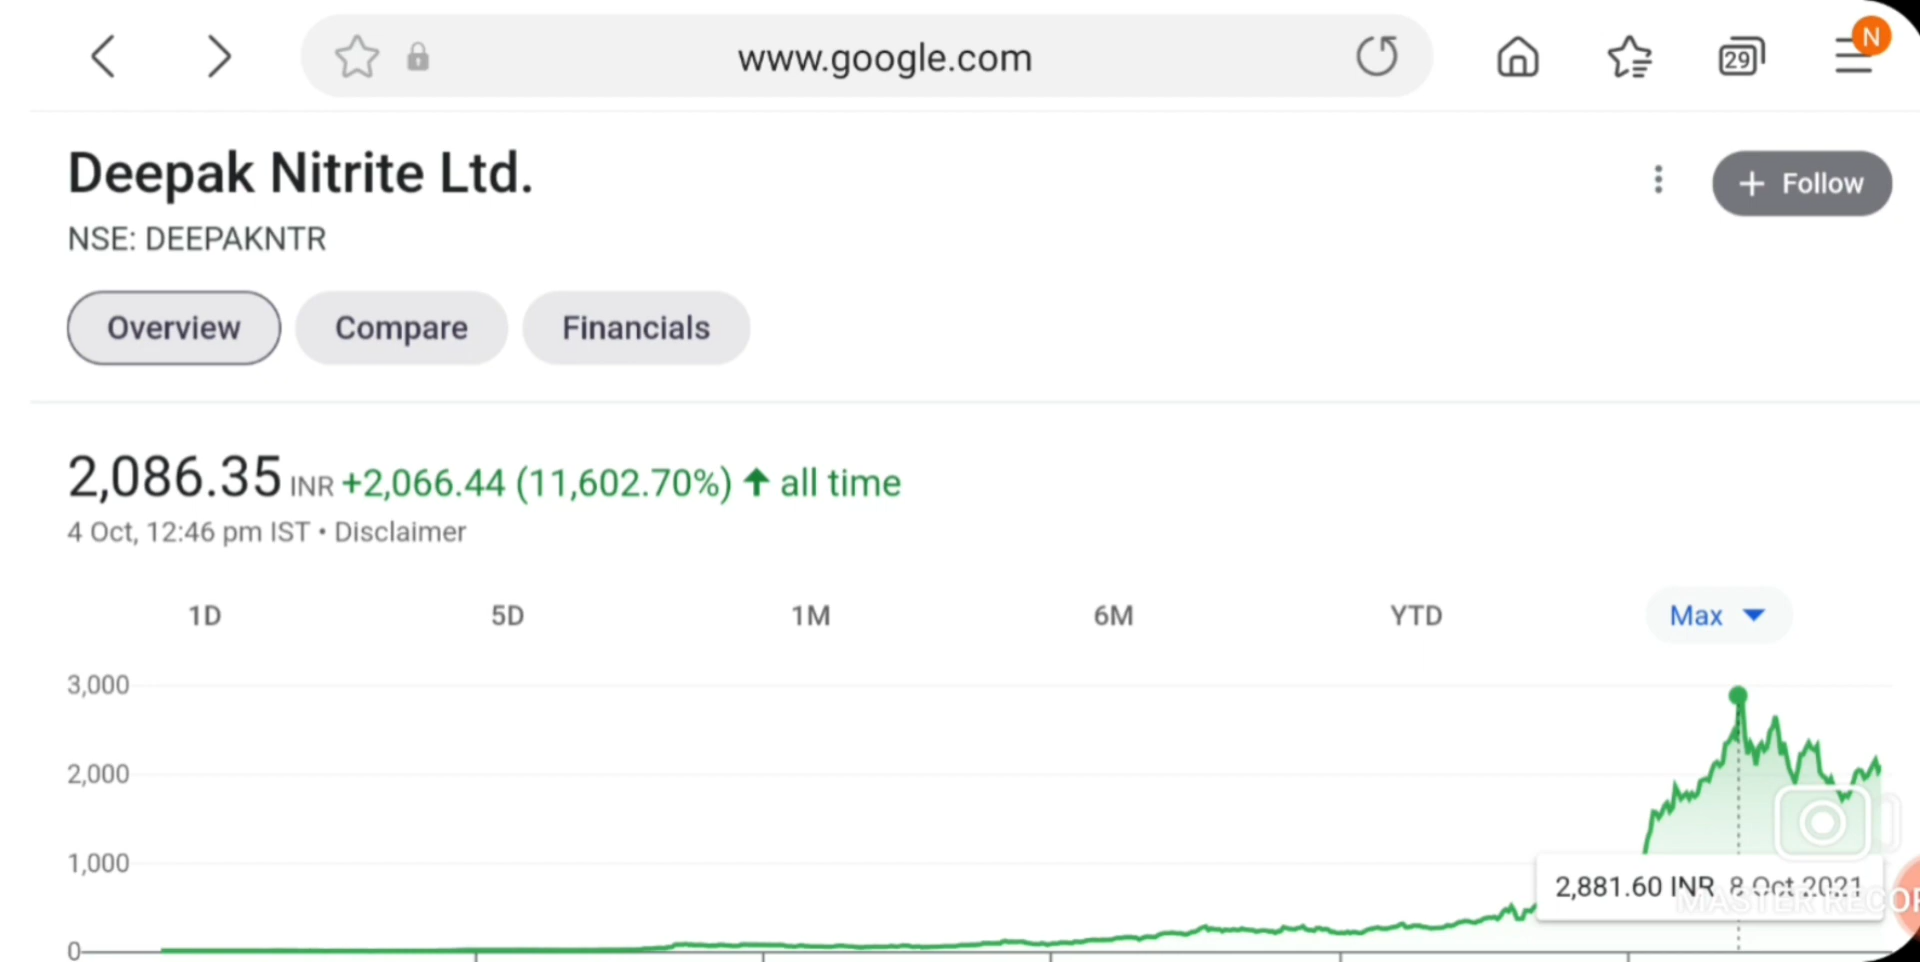 www.google.com
29
N
Deepak Nitrite Ltd.
+ Follow
NSE: DEEPAKNTR
Overview Compare Financials
2,086.35 INR +2,066.44 (11,602.70%) ↑ all time
4 Oct, 12:46 pm IST • Disclaimer
1D 5D 1M 6M YTD Max
3,000
2,000
1,000
2,881.60 INR 8 Oct 2021
MASTER RECOR
0